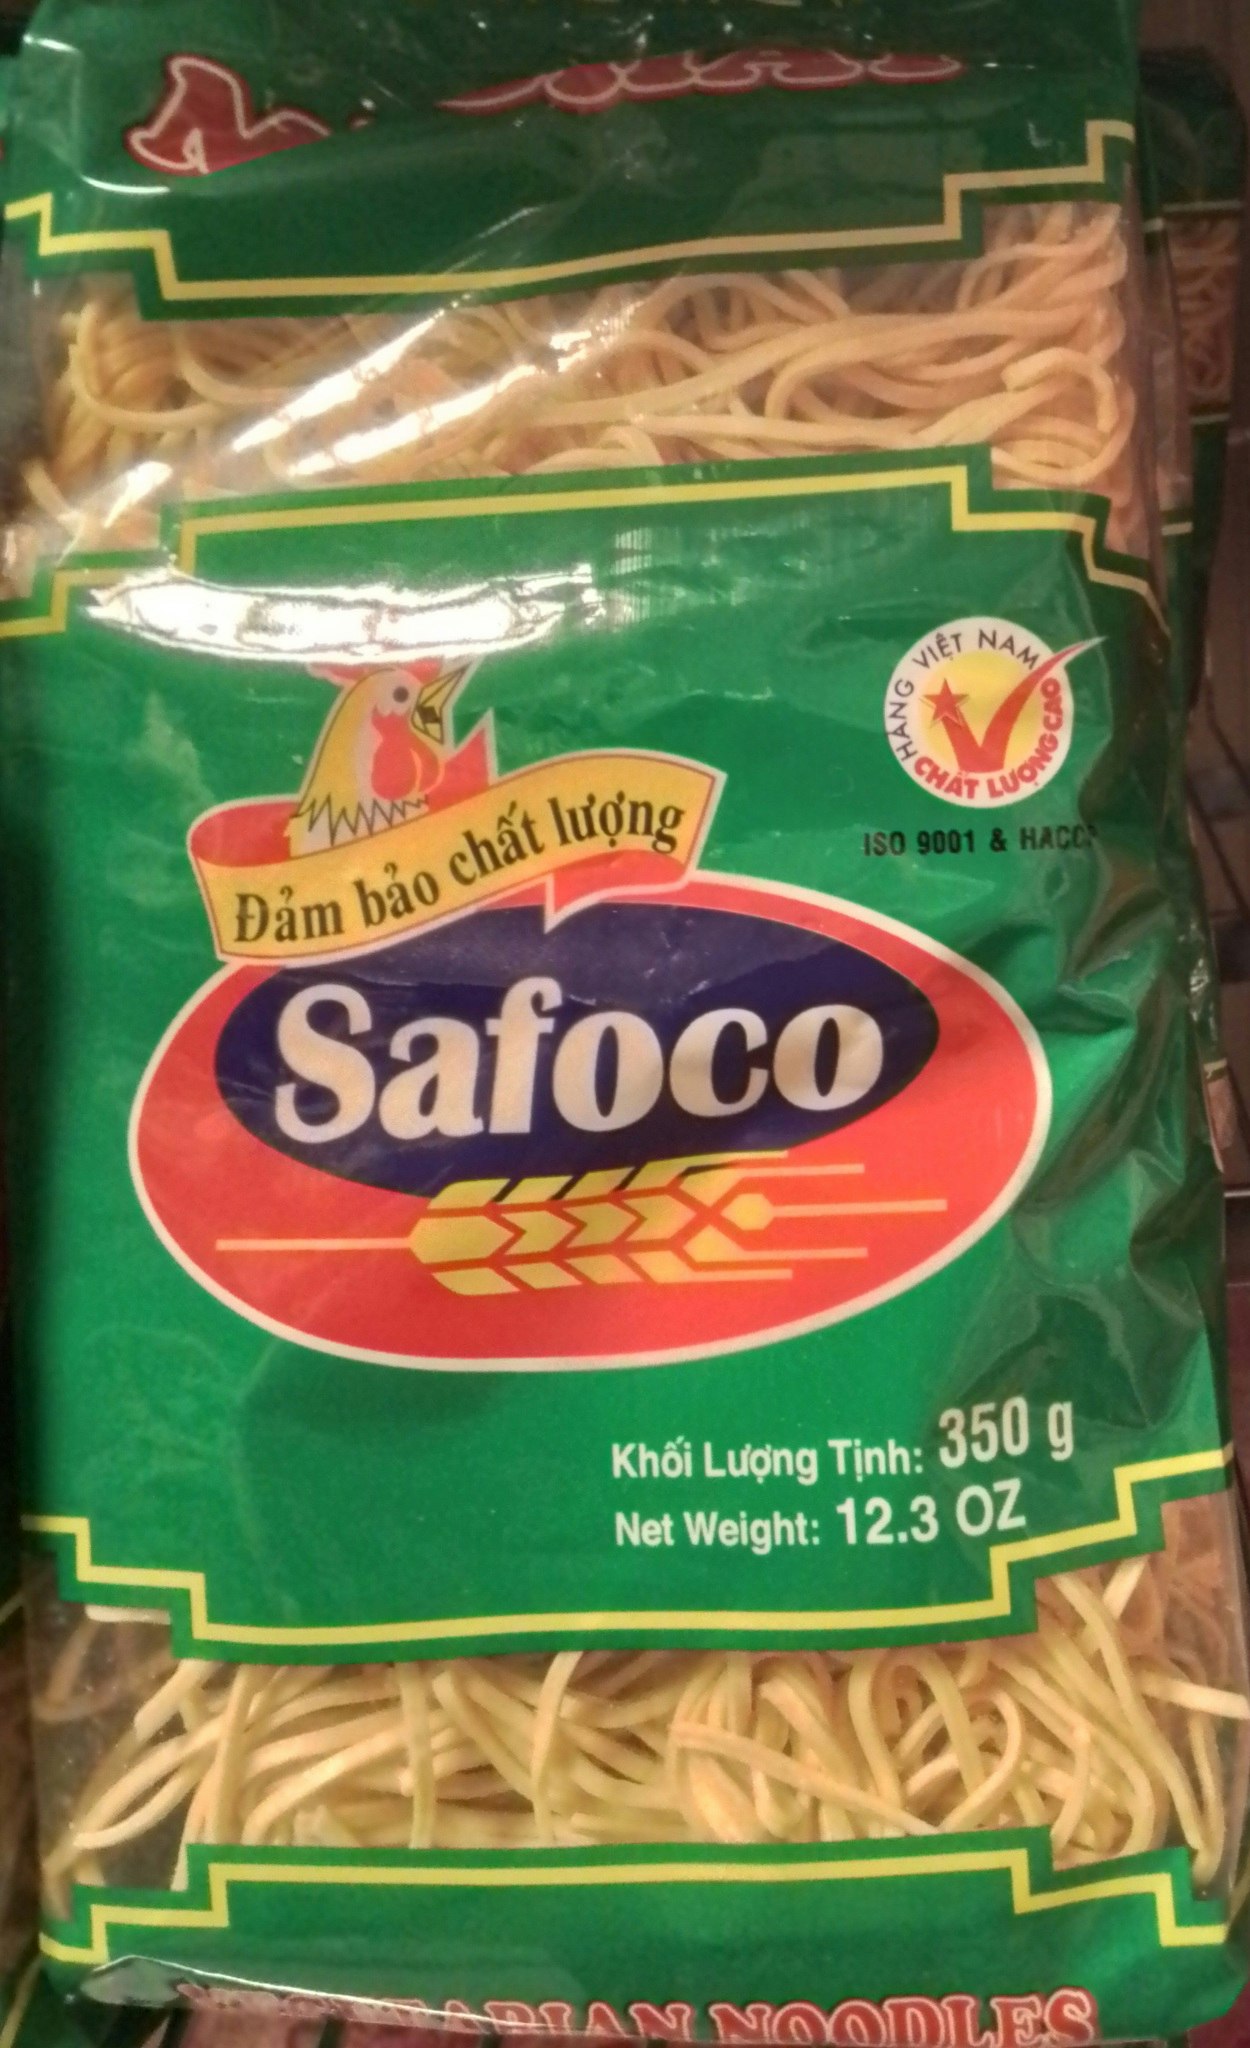 HÀNG VIỆT NAM
CHẤT LƯỢNG CAO
ISO 9001 & HACCP
Đảm bảo chất lượng
Safoco
Khối Lượng Tịnh: 350 g
Net Weight: 12.3 OZ
VEGETARIAN NOODLES